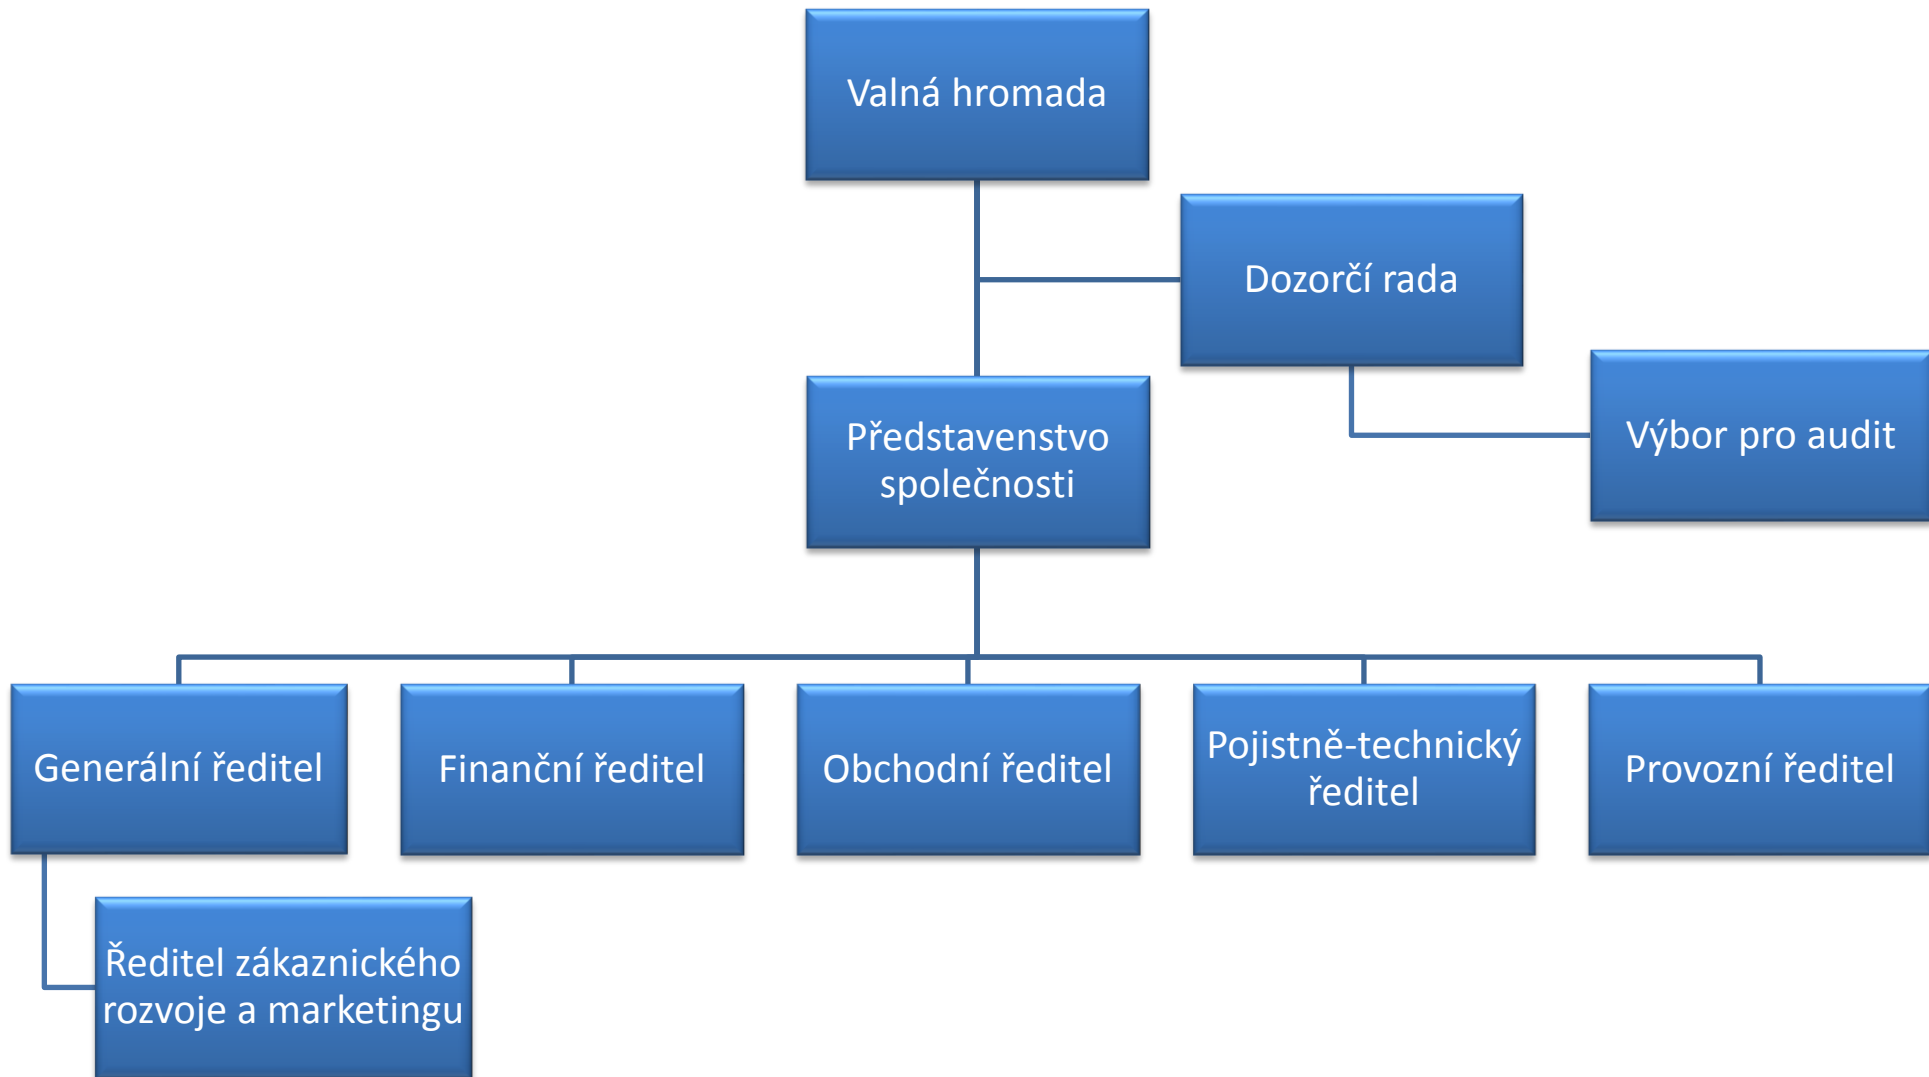 Valná hromada
Dozorčí rada
Výbor pro audit
Představenstvo
společnosti
Generální ředitel
Finanční ředitel
Obchodní ředitel
Pojistně-technický
ředitel
Provozní ředitel
Ředitel zákaznického
rozvoje a marketingu